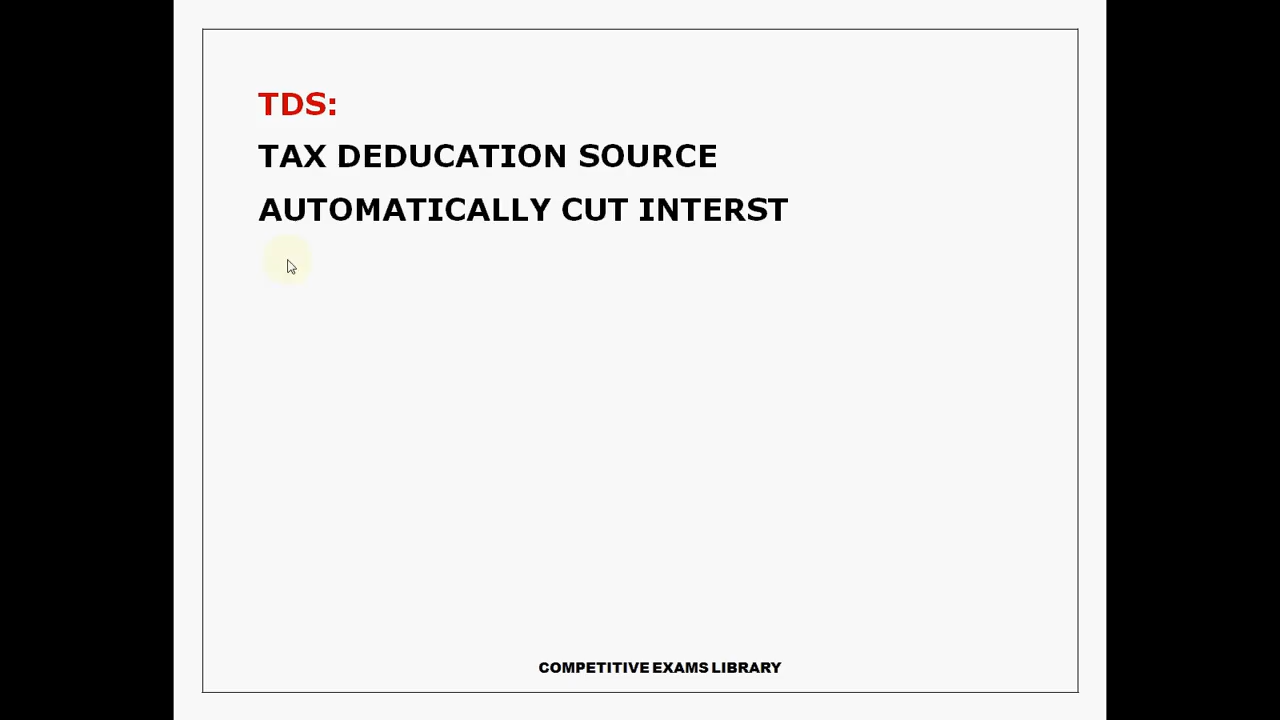 TDS:
TAX DEDUCATION SOURCE
AUTOMATICALLY CUT INTERST
COMPETITIVE EXAMS LIBRARY